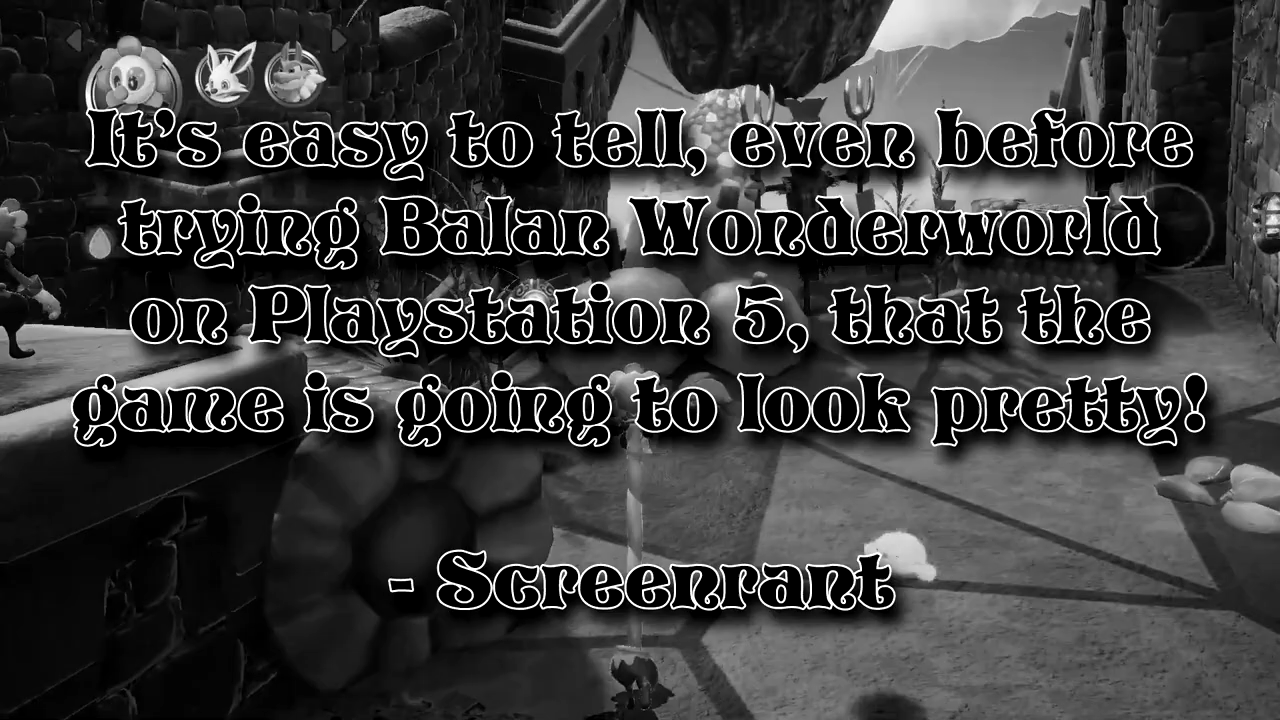 It's easy to tell, even before
trying Balan Wonderworld
on Playstation 5, that the
game is going to look pretty!
- Screenrant